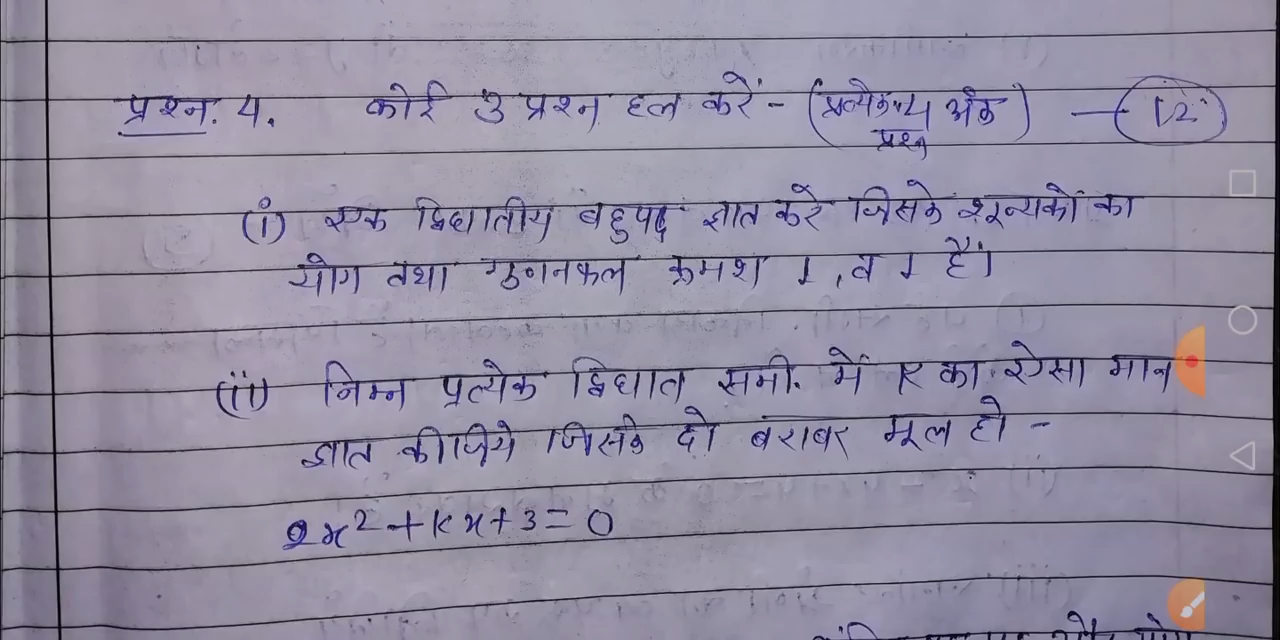 प्रश्न. 4. कोई 3 प्रश्न हल करें - (प्रत्येक 4 अंक) — 12
प्रश्न
(i) एक द्विघातीय बहुपद ज्ञात करे जिसके शून्यकों का
योग तथा गुणनफल क्रमश 1, व 1 हैं।
(ii) निम्न प्रत्येक द्विघात समी. में K का ऐसा मान
ज्ञात कीजिये जिसके दो बराबर मूल हो -
2x²+kx+3=0